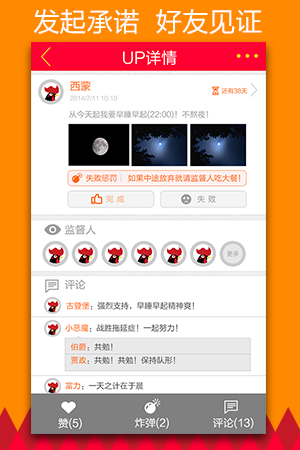 发起承诺 好友见证
UP详情
西蒙
2014/7/11 10:10
还有38天
从今天起我要早睡早起(22:00)！不熬夜！
失败惩罚 | 如果中途放弃就请监督人吃大餐！
完成
失败
监督人
更多
评论
古登堡：强烈支持，早睡早起精神爽！
小恶魔：战胜拖延症！一起努力！
伯爵：共勉！
贾政：共勉！共勉！保持队形！
富力：一天之计在于晨
赞(5)
炸弹(2)
评论(13)